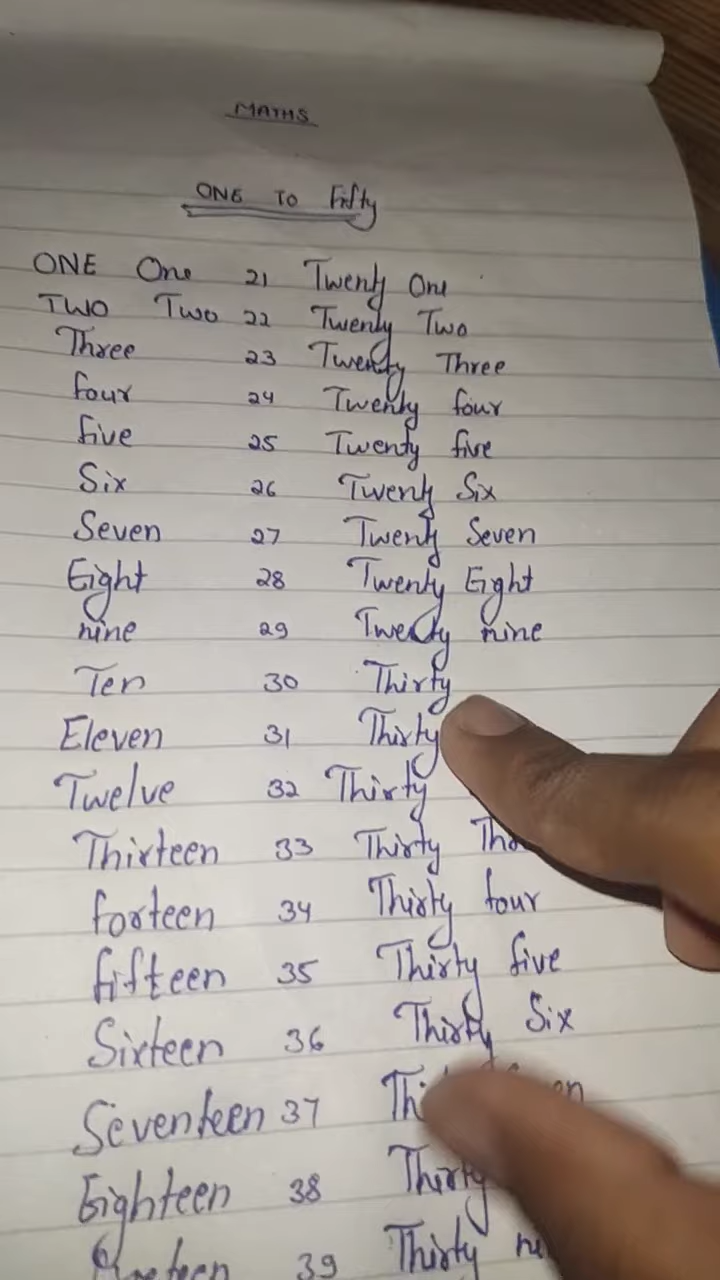 MATHS
ONE TO Fifty
ONE One 21 Twenty One
TWO Two 22 Twenty Two
Three 23 Twenty Three
four 24 Twenty four
five 25 Twenty five
Six 26 Twenty Six
Seven 27 Twenty Seven
Eight 28 Twenty Eight
nine 29 Twenty nine
Ten 30 Thirty
Eleven 31 Thirty
Twelve 32 Thirty
Thirteen 33 Thirty
forteen 34 Thirty four
fifteen 35 Thirty five
Sixteen 36 Thirty Six
Seventeen 37
Eighteen 38 Thirty
39 Thirty